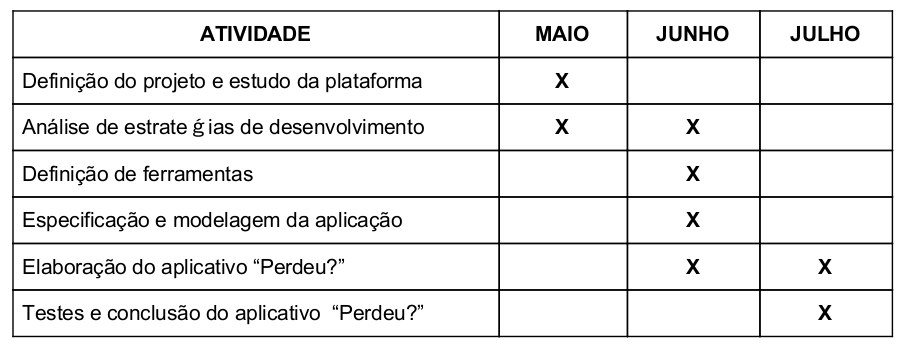 ATIVIDADE MAIO JUNHO JULHO
Definição do projeto e estudo da plataforma X
Análise de estrate ǵ ias de desenvolvimento X X
Definição de ferramentas X
Especificação e modelagem da aplicação X
Elaboração do aplicativo “Perdeu?” X X
Testes e conclusão do aplicativo “Perdeu?” X